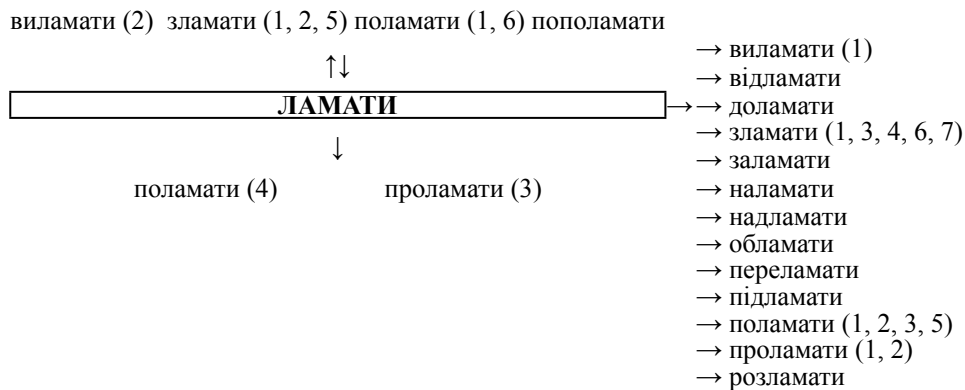 виламати (2) зламати (1, 2, 5) поламати (1, 6) пополамати
↑↓
ЛАМАТИ
↓
поламати (4) проламати (3)
→
→ виламати (1)
→ відламати
→ доламати
→ зламати (1, 3, 4, 6, 7)
→ заламати
→ наламати
→ надламати
→ обламати
→ переламати
→ підламати
→ поламати (1, 2, 3, 5)
→ проламати (1, 2)
→ розламати